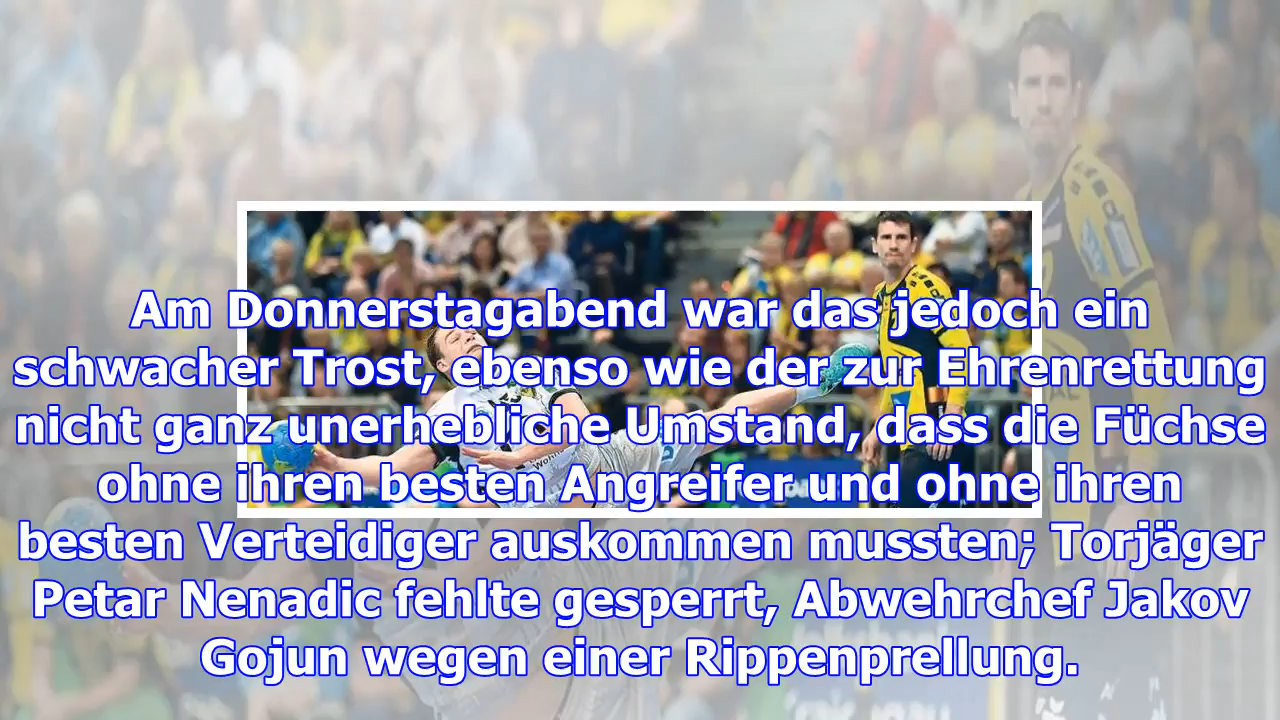 Am Donnerstagabend war das jedoch ein
schwacher Trost, ebenso wie der zur Ehrenrettung
nicht ganz unerhebliche Umstand, dass die Füchse
ohne ihren besten Angreifer und ohne ihren
besten Verteidiger auskommen mussten; Torjäger
Petar Nenadic fehlte gesperrt, Abwehrchef Jakov
Gojun wegen einer Rippenprellung.